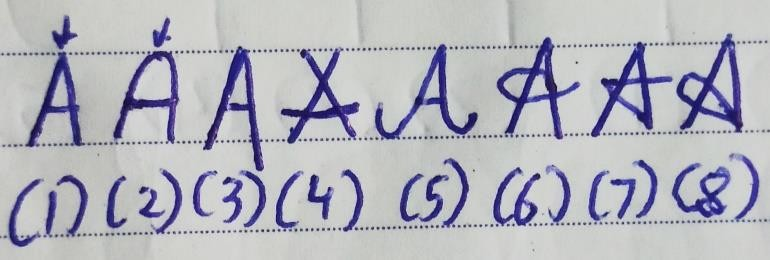 A A A A A A A A
(1) (2) (3) (4) (5) (6) (7) (8)